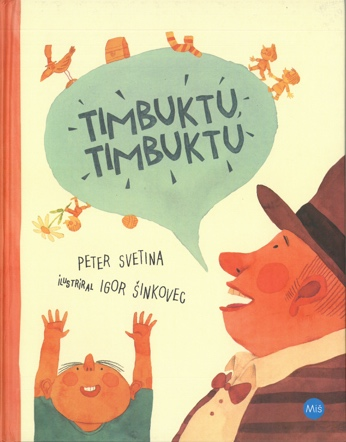 TIMBUKTU,
TIMBUKTU
PETER SVETINA
ilUSTRiRAL IGOR ŠINKOVEC
Miš